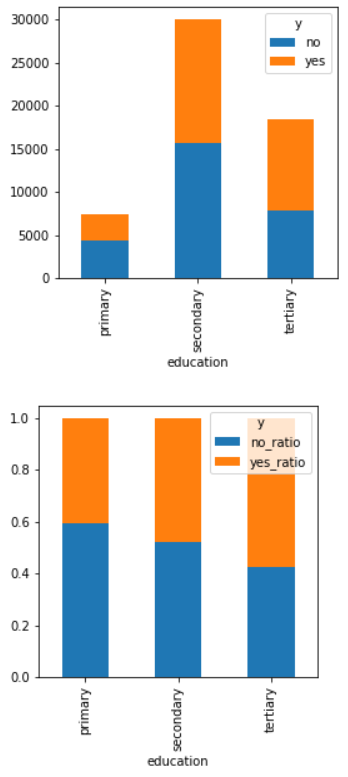 30000
25000
20000
15000
10000
5000
0
y
no
yes
primary
secondary
tertiary
education
1.0
0.8
0.6
0.4
0.2
0.0
y
no_ratio
yes_ratio
primary
secondary
tertiary
education